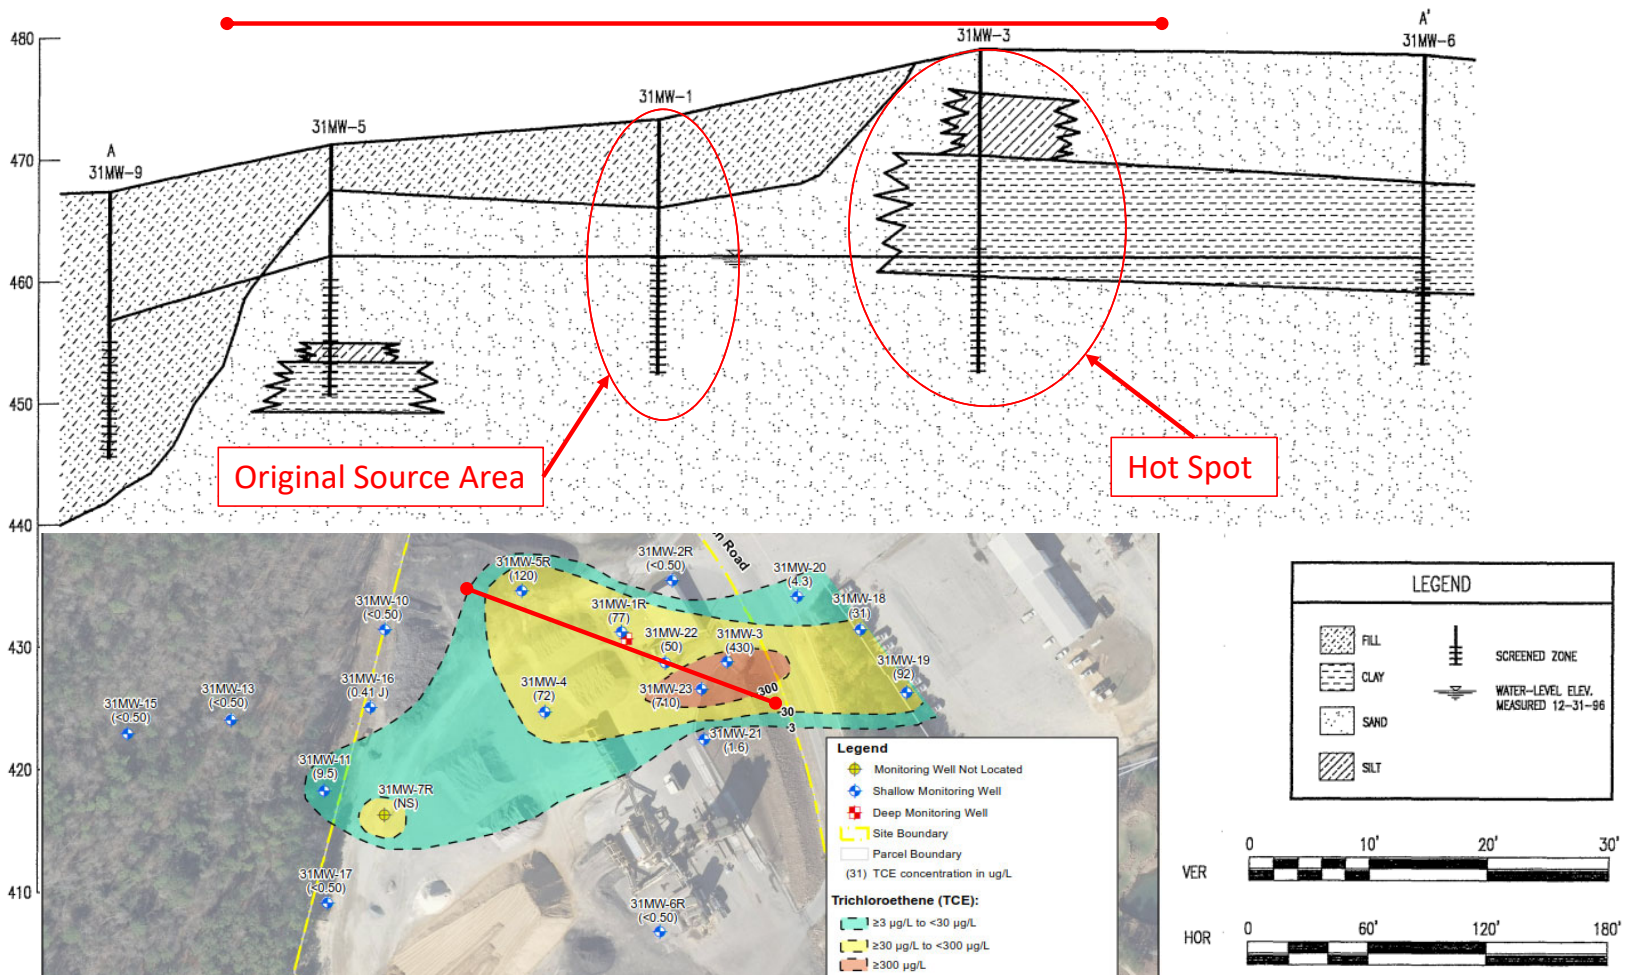 480
470
460
450
440
430
420
410
A
31MW-9
31MW-5
31MW-1
31MW-3
A'
31MW-6
Original Source Area
Hot Spot
n Road
31MW-5R
(120)
31MW-2R
(<0.50)
31MW-20
(4.3)
31MW-18
(31)
31MW-10
(<0.50)
31MW-1R
(77)
31MW-22
(50)
31MW-3
(430)
31MW-19
(92)
31MW-15
(<0.50)
31MW-13
(<0.50)
31MW-16
(0.41 J)
31MW-4
(72)
31MW-23
(710)
300
30
3
31MW-21
(1.6)
31MW-11
(9.5)
31MW-7R
(NS)
31MW-17
(<0.50)
31MW-6R
(<0.50)
Legend
Monitoring Well Not Located
Shallow Monitoring Well
Deep Monitoring Well
Site Boundary
Parcel Boundary
(31) TCE concentration in ug/L
Trichloroethene (TCE):
≥3 µg/L to <30 µg/L
≥30 µg/L to <300 µg/L
≥300 µg/L
LEGEND
FILL
CLAY
SAND
SILT
SCREENED ZONE
WATER-LEVEL ELEV.
MEASURED 12-31-96
VER
0 10' 20' 30'
HOR
0 60' 120' 180'